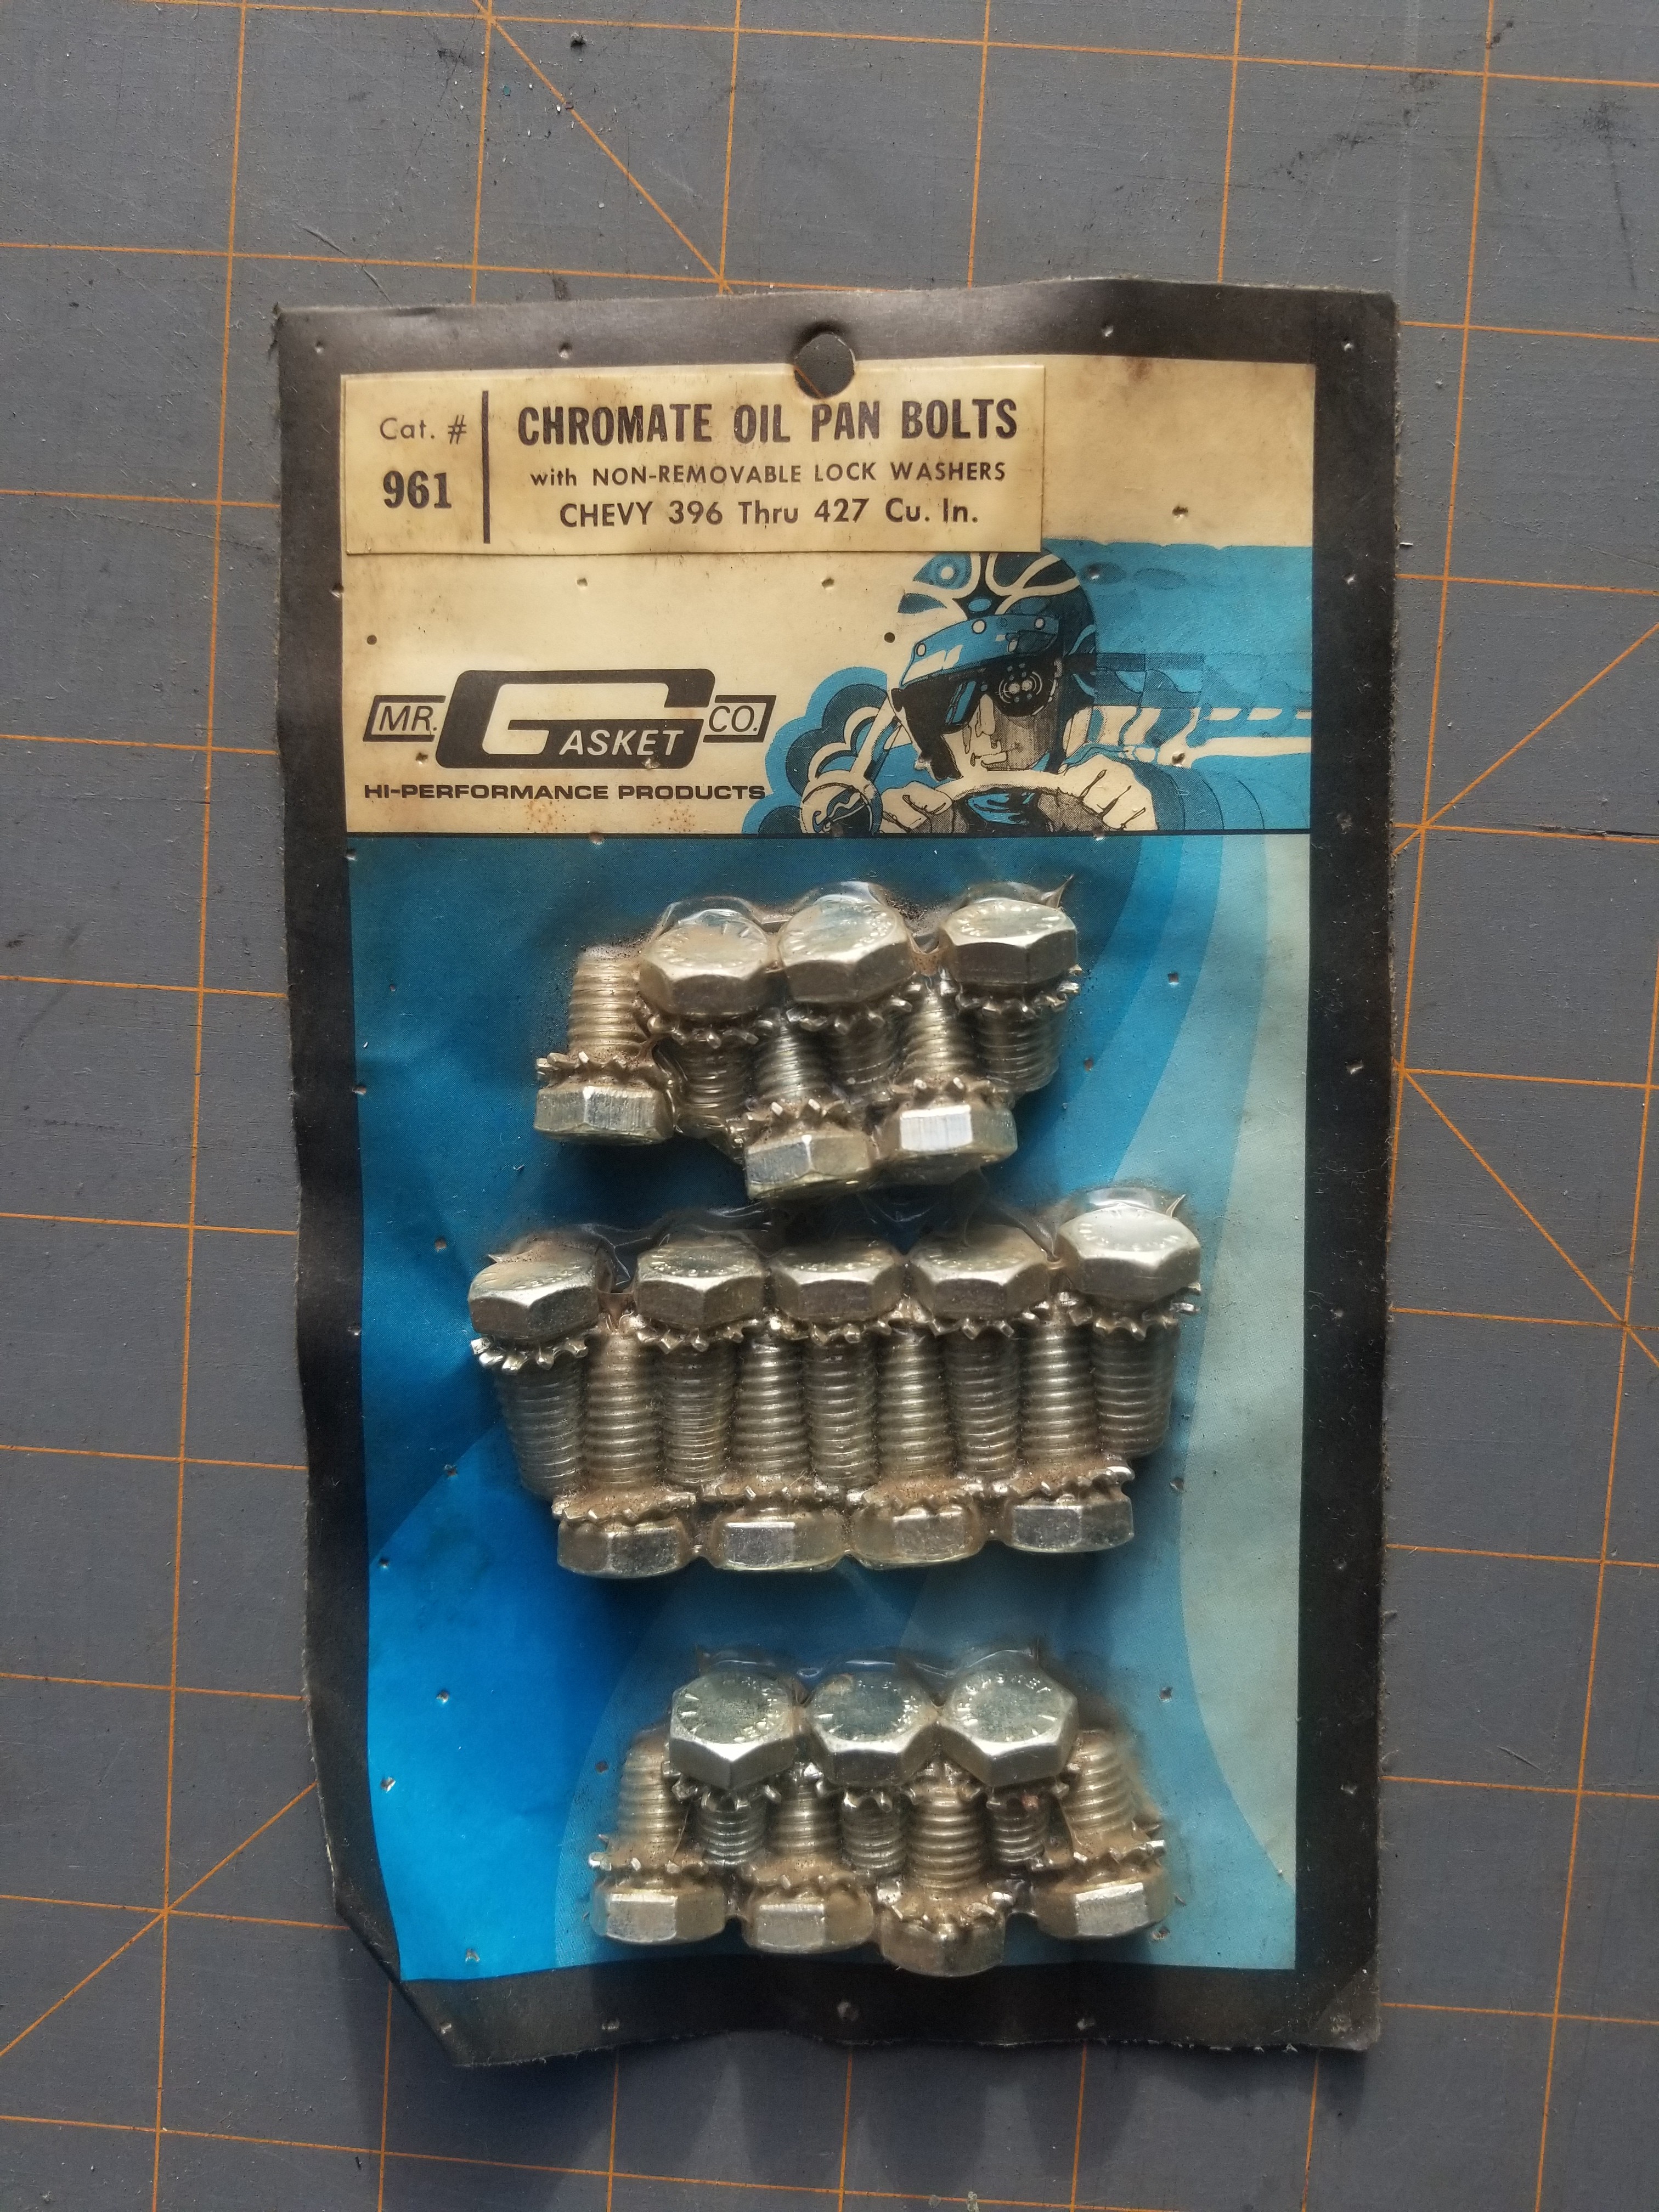 Cat. #
961
CHROMATE OIL PAN BOLTS
with NON-REMOVABLE LOCK WASHERS
CHEVY 396 Thru 427 Cu. In.
MR. GASKET CO.
HI-PERFORMANCE PRODUCTS